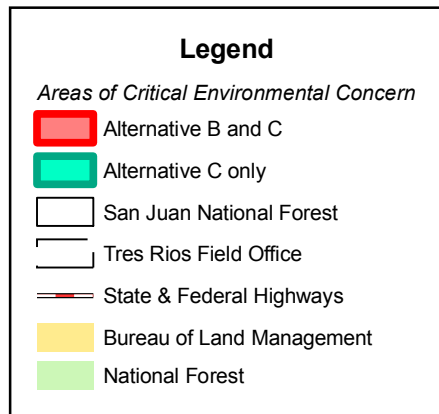 Legend
Areas of Critical Environmental Concern
Alternative B and C
Alternative C only
San Juan National Forest
Tres Rios Field Office
State & Federal Highways
Bureau of Land Management
National Forest